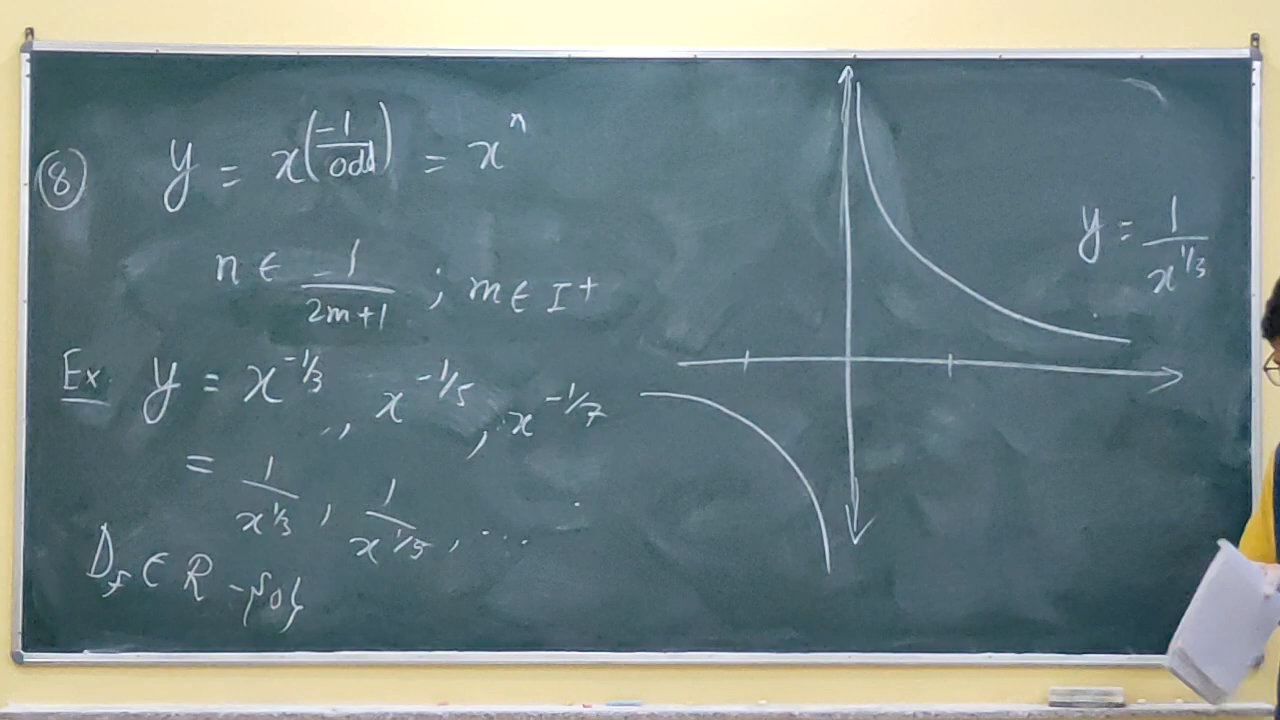 ⑧ y = x^(-1/odd) = x^n
n ∈ -1/(2m+1) ; m ∈ I+
Ex. y = x^(-1/3), x^(-1/5), x^(-1/7)
= 1/x^(1/3), 1/x^(1/5), ...
D_f ∈ R - {0}
y = 1/x^(1/3)